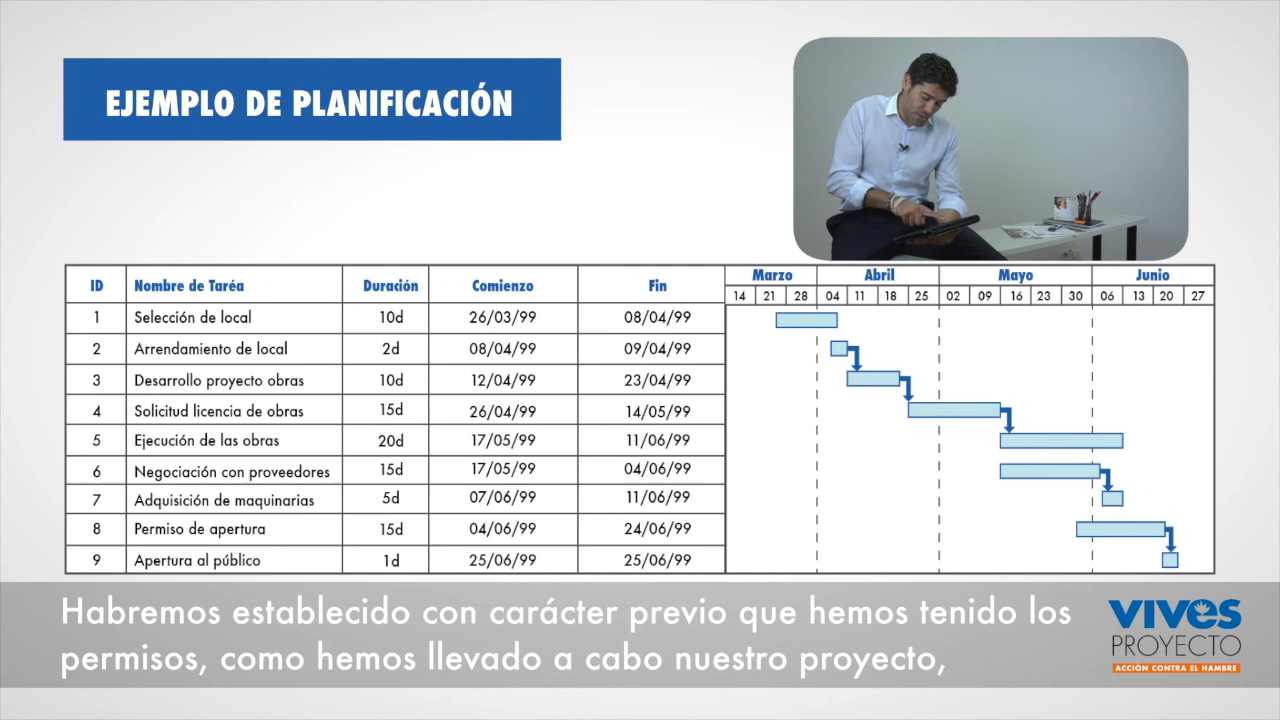 EJEMPLO DE PLANIFICACIÓN
ID Nombre de Taréa Duración Comienzo Fin Marzo Abril Mayo Junio
14 21 28 04 11 18 25 02 09 16 23 30 06 13 20 27
1 Selección de local 10d 26/03/99 08/04/99
2 Arrendamiento de local 2d 08/04/99 09/04/99
3 Desarrollo proyecto obras 10d 12/04/99 23/04/99
4 Solicitud licencia de obras 15d 26/04/99 14/05/99
5 Ejecución de las obras 20d 17/05/99 11/06/99
6 Negociación con proveedores 15d 17/05/99 04/06/99
7 Adquisición de maquinarias 5d 07/06/99 11/06/99
8 Permiso de apertura 15d 04/06/99 24/06/99
9 Apertura al público 1d 25/06/99 25/06/99
Habremos establecido con carácter previo que hemos tenido los
permisos, como hemos llevado a cabo nuestro proyecto,
VIVES
PROYECTO
ACCIÓN CONTRA EL HAMBRE